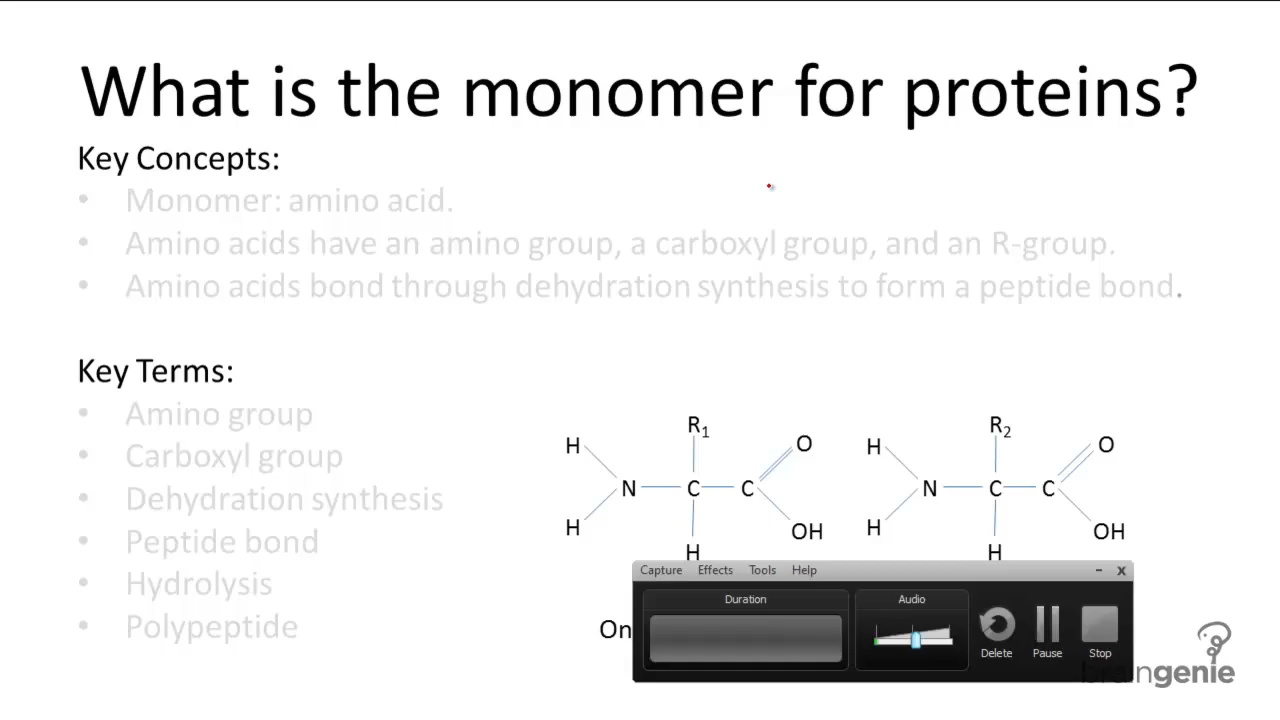 What is the monomer for proteins?
Key Concepts:
• Monomer: amino acid.
• Amino acids have an amino group, a carboxyl group, and an R-group.
• Amino acids bond through dehydration synthesis to form a peptide bond.
Key Terms:
• Amino group
• Carboxyl group
• Dehydration synthesis
• Peptide bond
• Hydrolysis
• Polypeptide
R1 R2
H O H O
N C C N C C
H OH H OH
H H
Capture Effects Tools Help
Duration Audio
On
Delete Pause Stop
braingenie